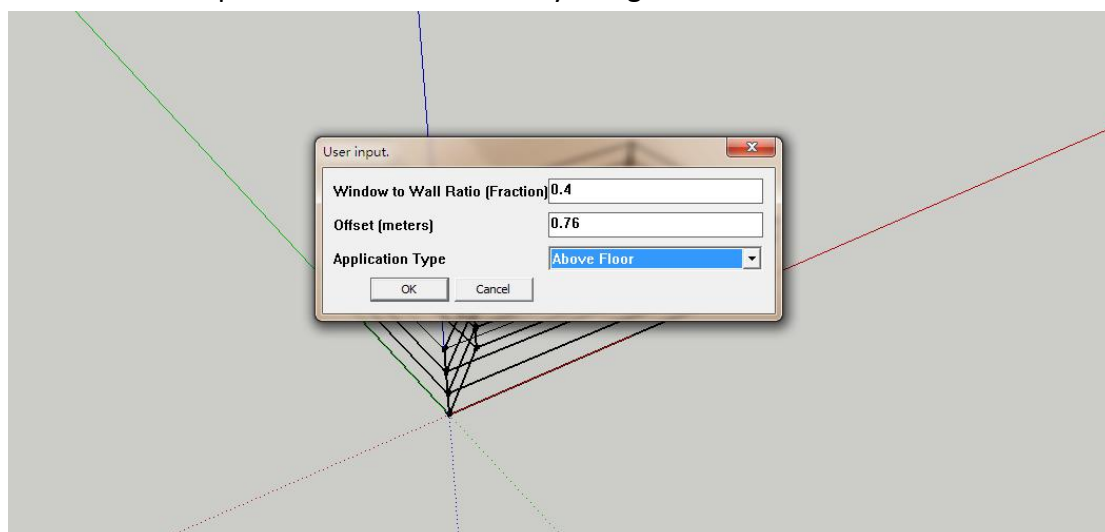 User input.
Window to Wall Ratio (Fraction) 0.4
Offset (meters) 0.76
Application Type Above Floor
OK Cancel